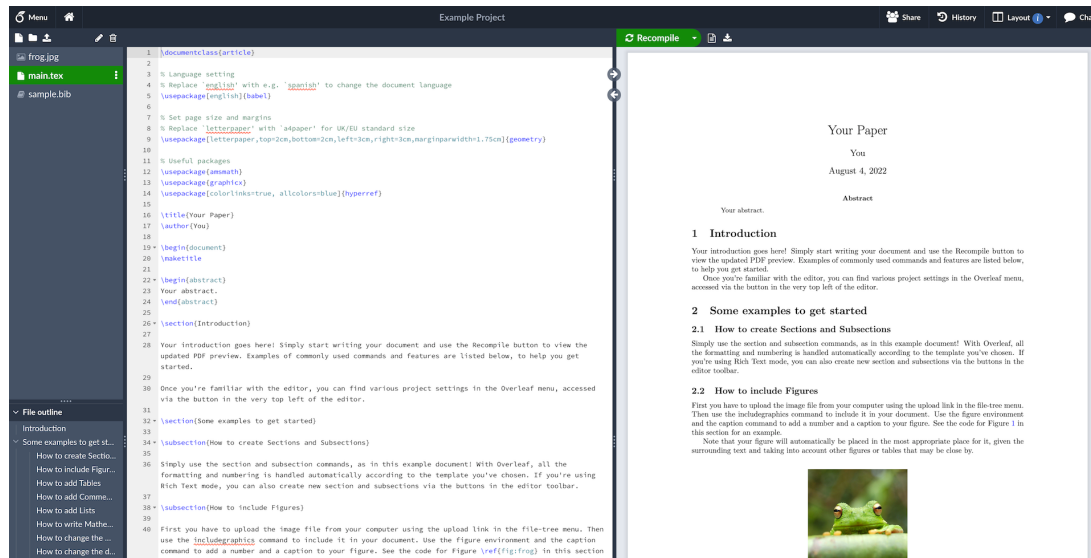 Menu
Example Project
Share
History
Layout
Cha
frog.jpg
main.tex
sample.bib
File outline
Introduction
Some examples to get st...
How to create Sectio...
How to include Figur...
How to add Tables
How to add Comme...
How to add Lists
How to write Mathe...
How to change the ...
How to change the d...
1 \documentclass{article}
2
3 % Language setting
4 % Replace `english' with e.g. `spanish' to change the document language
5 \usepackage[english]{babel}
6
7 % Set page size and margins
8 % Replace `letterpaper' with `a4paper' for UK/EU standard size
9 \usepackage[letterpaper,top=2cm,bottom=2cm,left=3cm,right=3cm,marginparwidth=1.75cm]{geometry}
10
11 % Useful packages
12 \usepackage{amsmath}
13 \usepackage{graphicx}
14 \usepackage[colorlinks=true, allcolors=blue]{hyperref}
15
16 \title{Your Paper}
17 \author{You}
18
19 \begin{document}
20 \maketitle
21
22 \begin{abstract}
23 Your abstract.
24 \end{abstract}
25
26 \section{Introduction}
27
28 Your introduction goes here! Simply start writing your document and use the Recompile button to view the
updated PDF preview. Examples of commonly used commands and features are listed below, to help you get
started.
29
30 Once you're familiar with the editor, you can find various project settings in the Overleaf menu, accessed
via the button in the very top left of the editor.
31
32 \section{Some examples to get started}
33
34 \subsection{How to create Sections and Subsections}
35
36 Simply use the section and subsection commands, as in this example document! With Overleaf, all the
formatting and numbering is handled automatically according to the template you've chosen. If you're using
Rich Text mode, you can also create new section and subsections via the buttons in the editor toolbar.
37
38 \subsection{How to include Figures}
39
40 First you have to upload the image file from your computer using the upload link in the file-tree menu. Then
use the includegraphics command to include it in your document. Use the figure environment and the caption
command to add a number and a caption to your figure. See the code for Figure \ref{fig:frog} in this section
Recompile
Your Paper
You
August 4, 2022
Abstract
Your abstract.
1 Introduction
Your introduction goes here! Simply start writing your document and use the Recompile button to
view the updated PDF preview. Examples of commonly used commands and features are listed below,
to help you get started.
Once you're familiar with the editor, you can find various project settings in the Overleaf menu,
accessed via the button in the very top left of the editor.
2 Some examples to get started
2.1 How to create Sections and Subsections
Simply use the section and subsection commands, as in this example document! With Overleaf, all
the formatting and numbering is handled automatically according to the template you've chosen. If
you're using Rich Text mode, you can also create new section and subsections via the buttons in the
editor toolbar.
2.2 How to include Figures
First you have to upload the image file from your computer using the upload link in the file-tree menu.
Then use the includegraphics command to include it in your document. Use the figure environment
and the caption command to add a number and a caption to your figure. See the code for Figure 1 in
this section for an example.
Note that your figure will automatically be placed in the most appropriate place for it, given the
surrounding text and taking into account other figures or tables that may be close by.